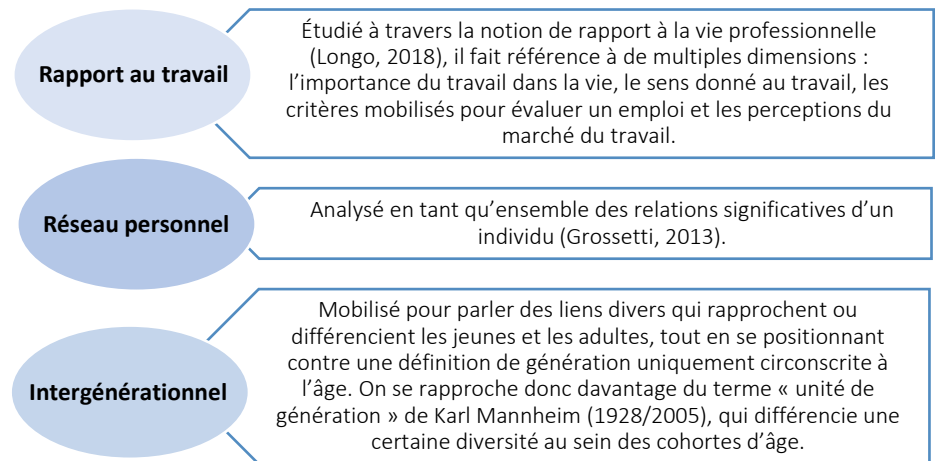 Rapport au travail
Étudié à travers la notion de rapport à la vie professionnelle
(Longo, 2018), il fait référence à de multiples dimensions :
l’importance du travail dans la vie, le sens donné au travail, les
critères mobilisés pour évaluer un emploi et les perceptions du
marché du travail.
Réseau personnel
Analysé en tant qu’ensemble des relations significatives d’un
individu (Grossetti, 2013).
Intergénérationnel
Mobilisé pour parler des liens divers qui rapprochent ou
différencient les jeunes et les adultes, tout en se positionnant
contre une définition de génération uniquement circonscrite à
l’âge. On se rapproche donc davantage du terme « unité de
génération » de Karl Mannheim (1928/2005), qui différencie une
certaine diversité au sein des cohortes d’âge.